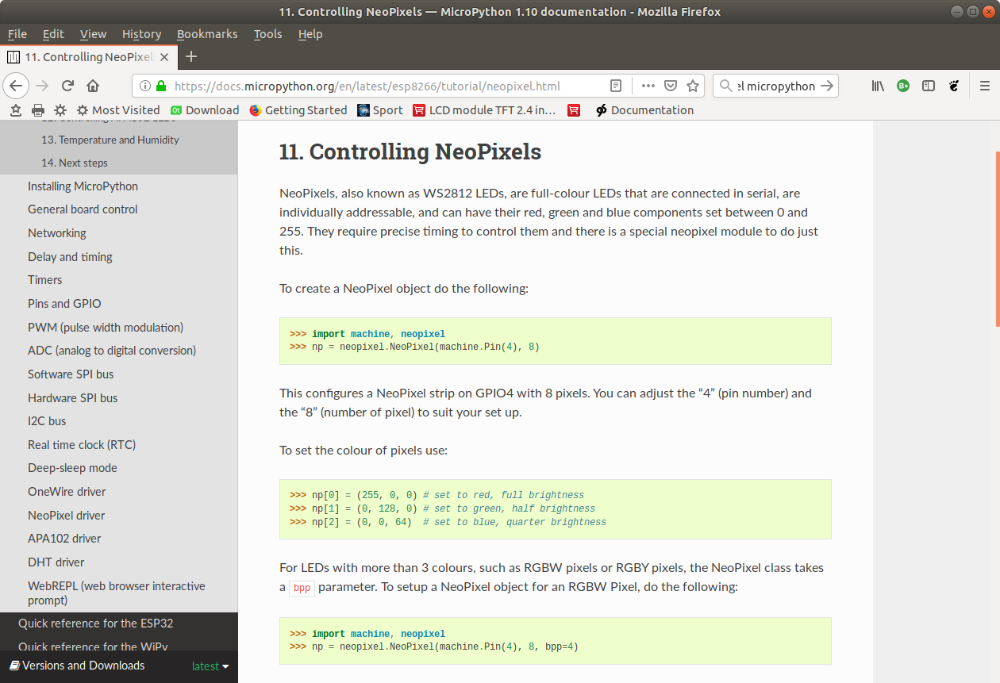 11. Controlling NeoPixels — MicroPython 1.10 documentation - Mozilla Firefox
File Edit View History Bookmarks Tools Help
11. Controlling NeoPixels
https://docs.micropython.org/en/latest/esp8266/tutorial/neopixel.html
el micropython
Most Visited Qt Download Getting Started Sport LCD module TFT 2.4 in… Documentation
13. Temperature and Humidity
14. Next steps
Installing MicroPython
General board control
Networking
Delay and timing
Timers
Pins and GPIO
PWM (pulse width modulation)
ADC (analog to digital conversion)
Software SPI bus
Hardware SPI bus
I2C bus
Real time clock (RTC)
Deep-sleep mode
OneWire driver
NeoPixel driver
APA102 driver
DHT driver
WebREPL (web browser interactive
prompt)
Quick reference for the ESP32
Quick reference for the WiPy
Versions and Downloads latest
11. Controlling NeoPixels
NeoPixels, also known as WS2812 LEDs, are full-colour LEDs that are connected in serial, are
individually addressable, and can have their red, green and blue components set between 0 and
255. They require precise timing to control them and there is a special neopixel module to do just
this.
To create a NeoPixel object do the following:
>>> import machine, neopixel
>>> np = neopixel.NeoPixel(machine.Pin(4), 8)
This configures a NeoPixel strip on GPIO4 with 8 pixels. You can adjust the “4” (pin number) and
the “8” (number of pixel) to suit your set up.
To set the colour of pixels use:
>>> np[0] = (255, 0, 0) # set to red, full brightness
>>> np[1] = (0, 128, 0) # set to green, half brightness
>>> np[2] = (0, 0, 64)  # set to blue, quarter brightness
For LEDs with more than 3 colours, such as RGBW pixels or RGBY pixels, the NeoPixel class takes
a bpp parameter. To setup a NeoPixel object for an RGBW Pixel, do the following:
>>> import machine, neopixel
>>> np = neopixel.NeoPixel(machine.Pin(4), 8, bpp=4)